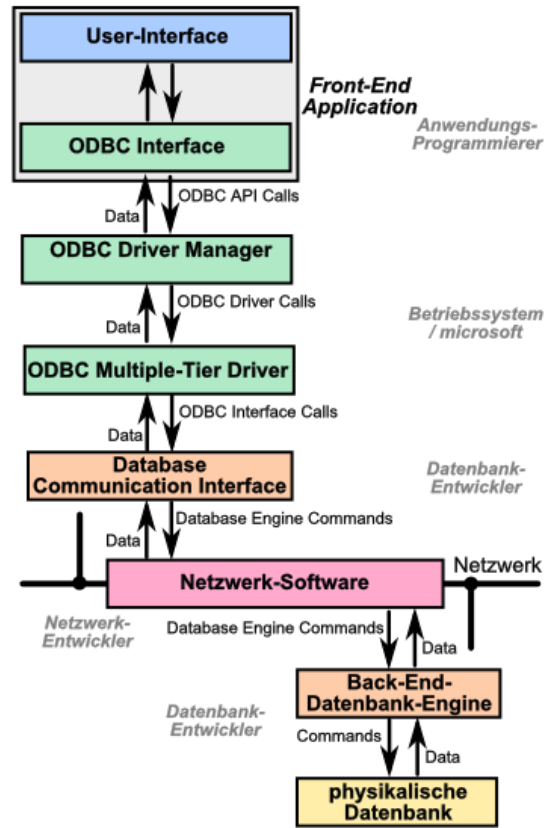 User-Interface
Front-End
Application
Anwendungs-
Programmierer
ODBC Interface
ODBC API Calls
Data
ODBC Driver Manager
ODBC Driver Calls
Data
Betriebssystem
/ microsoft
ODBC Multiple-Tier Driver
ODBC Interface Calls
Data
Database
Communication Interface
Datenbank-
Entwickler
Database Engine Commands
Data
Netzwerk-Software
Netzwerk
Netzwerk-
Entwickler
Database Engine Commands
Data
Back-End-
Datenbank-Engine
Datenbank-
Entwickler
Commands
Data
physikalische
Datenbank